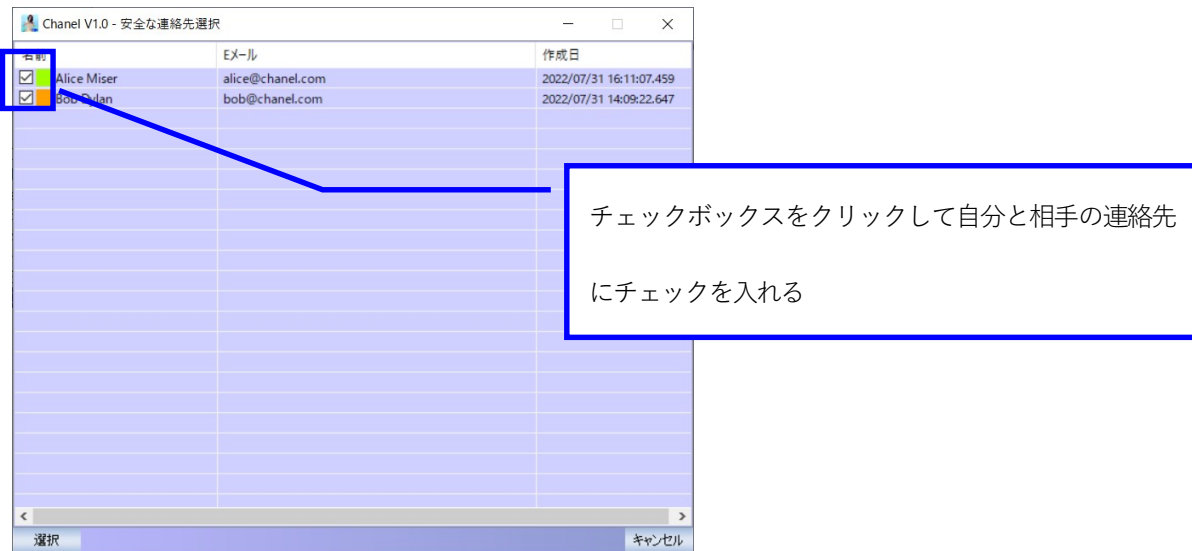 Chanel V1.0 - 安全な連絡先選択
名前 Eメール 作成日
Alice Miser alice@chanel.com 2022/07/31 16:11:07.459
Bob Dylan bob@chanel.com 2022/07/31 14:09:22.647
チェックボックスをクリックして自分と相手の連絡先
にチェックを入れる
選択 キャンセル